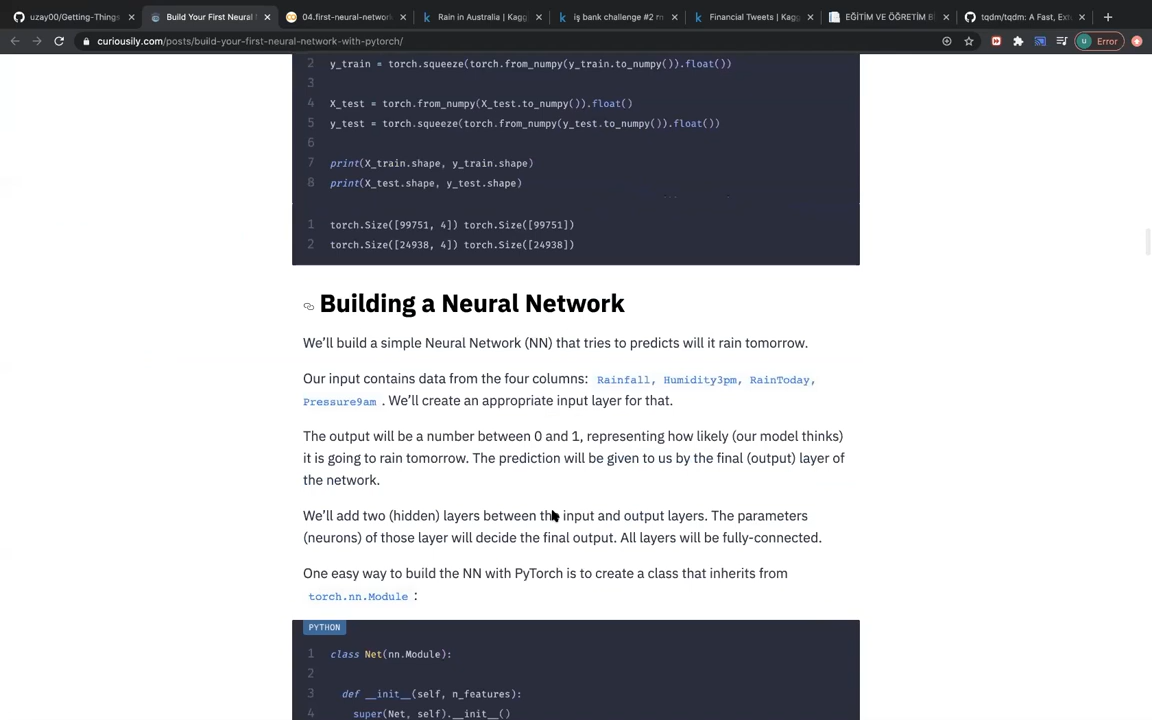 uzay00/Getting-Things
Build Your First Neural
04.first-neural-network
Rain in Australia | Kagg
iş bank challenge #2 m
Financial Tweets | Kagg
EĞİTİM VE ÖĞRETİM B
tqdm/tqdm: A Fast, Ext
curiousily.com/posts/build-your-first-neural-network-with-pytorch/
u Error
2 y_train = torch.squeeze(torch.from_numpy(y_train.to_numpy()).float())
3
4 X_test = torch.from_numpy(X_test.to_numpy()).float()
5 y_test = torch.squeeze(torch.from_numpy(y_test.to_numpy()).float())
6
7 print(X_train.shape, y_train.shape)
8 print(X_test.shape, y_test.shape)
1 torch.Size([99751, 4]) torch.Size([99751])
2 torch.Size([24938, 4]) torch.Size([24938])
Building a Neural Network
We'll build a simple Neural Network (NN) that tries to predicts will it rain tomorrow.
Our input contains data from the four columns: Rainfall, Humidity3pm, RainToday,
Pressure9am . We'll create an appropriate input layer for that.
The output will be a number between 0 and 1, representing how likely (our model thinks)
it is going to rain tomorrow. The prediction will be given to us by the final (output) layer of
the network.
We'll add two (hidden) layers between the input and output layers. The parameters
(neurons) of those layer will decide the final output. All layers will be fully-connected.
One easy way to build the NN with PyTorch is to create a class that inherits from
torch.nn.Module :
PYTHON
1 class Net(nn.Module):
2
3 def __init__(self, n_features):
4 super(Net, self).__init__()